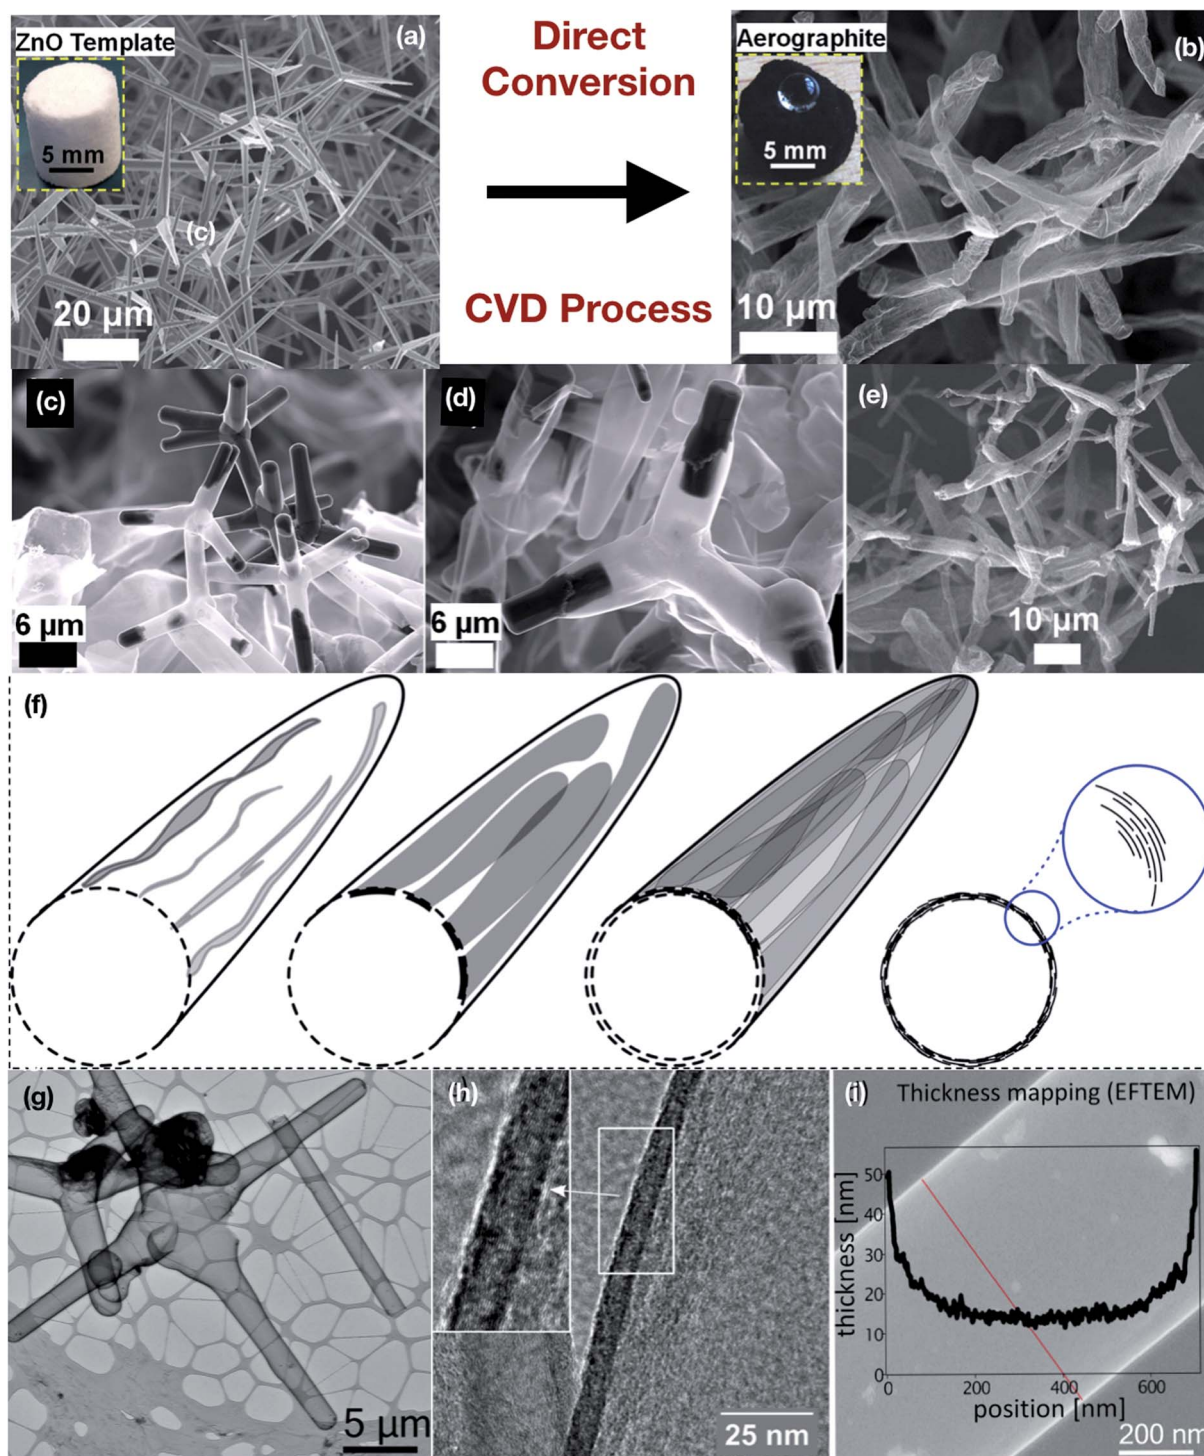 ZnO Template
(a)
5 mm
(c)
20 µm
Direct
Conversion
CVD Process
Aerographite
(b)
5 mm
10 µm
(c)
6 µm
(d)
6 µm
(e)
10 µm
(f)
(g)
5 µm
(h)
25 nm
(i)
Thickness mapping (EFTEM)
thickness [nm]
50
40
30
20
10
0
0
200
400
600
position [nm]
200 nm